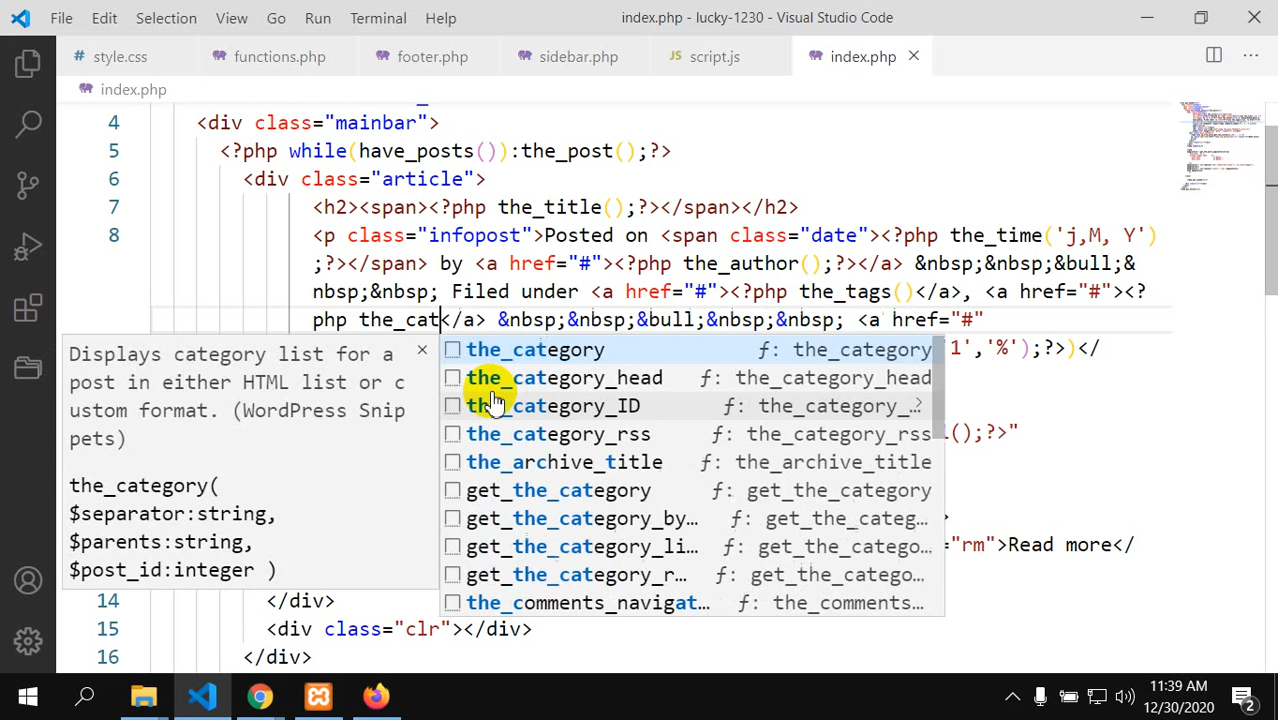 File Edit Selection View Go Run Terminal Help index.php - lucky-1230 - Visual Studio Code
# style.css functions.php footer.php sidebar.php JS script.js index.php
index.php
4 <div class="mainbar">
5 <?php while(have_posts()):the_post();?>
6 <div class="article">
7 <h2><span><?php the_title();?></span></h2>
8 <p class="infopost">Posted on <span class="date"><?php the_time('j,M, Y')
;?></span> by <a href="#"><?php the_author();?></a> &nbsp;&nbsp;&bull;&
nbsp;&nbsp; Filed under <a href="#"><?php the_tags()</a>, <a href="#"><?
php the_cat</a> &nbsp;&nbsp;&bull;&nbsp;&nbsp; <a href="#"
Displays category list for a
post in either HTML list or c
ustom format. (WordPress Snip
pets)
the_category(
$separator:string,
$parents:string,
$post_id:integer )
the_category f: the_category
the_category_head f: the_category_head
the_category_ID f: the_category_…
the_category_rss f: the_category_rss
the_archive_title f: the_archive_title
get_the_category f: get_the_category
get_the_category_by… f: get_the_categ…
get_the_category_li… f: get_the_catego…
get_the_category_r… f: get_the_catego…
the_comments_navigat… f: the_comments…
1','%');?>)</
l();?>"
="rm">Read more</
14 </div>
15 <div class="clr"></div>
16 </div>
11:39 AM
12/30/2020
2